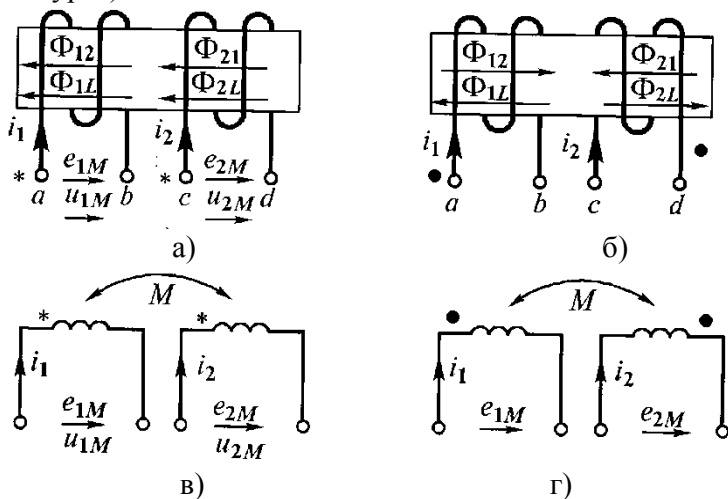 Φ₁₂ Φ₂₁ Φ₁₂ Φ₂₁
Φ₁L Φ₂L Φ₁L Φ₂L
i₁ i₂ i₁ i₂
e₁M e₂M
* a b * c d a b c d
u₁M u₂M
а) б)
M M
* *
i₁ i₂ i₁ i₂
e₁M e₂M e₁M e₂M
u₁M u₂M
в) г)